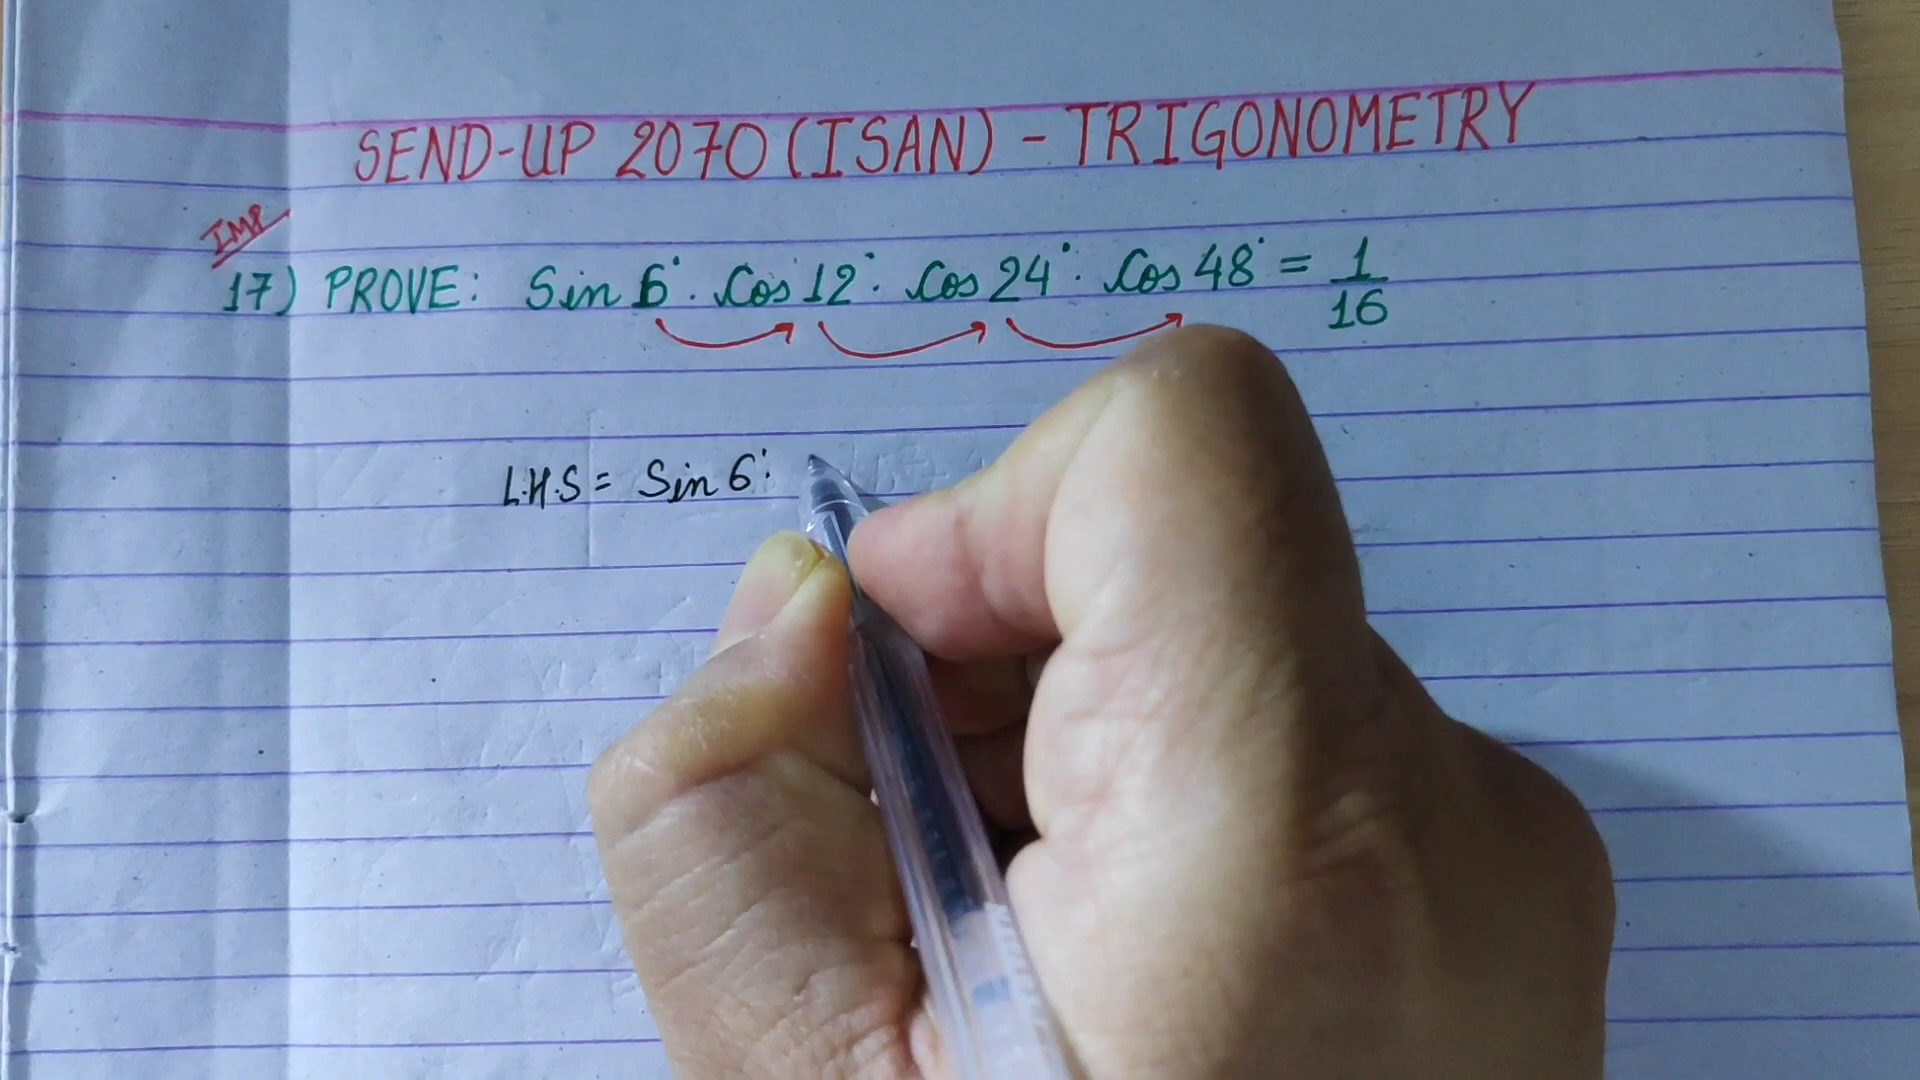 SEND-UP 2070 (ISAN) - TRIGONOMETRY
IMP
17) PROVE: Sin 6°. Cos 12°. Cos 24°. Cos 48° = 1/16
L.H.S = Sin 6°.